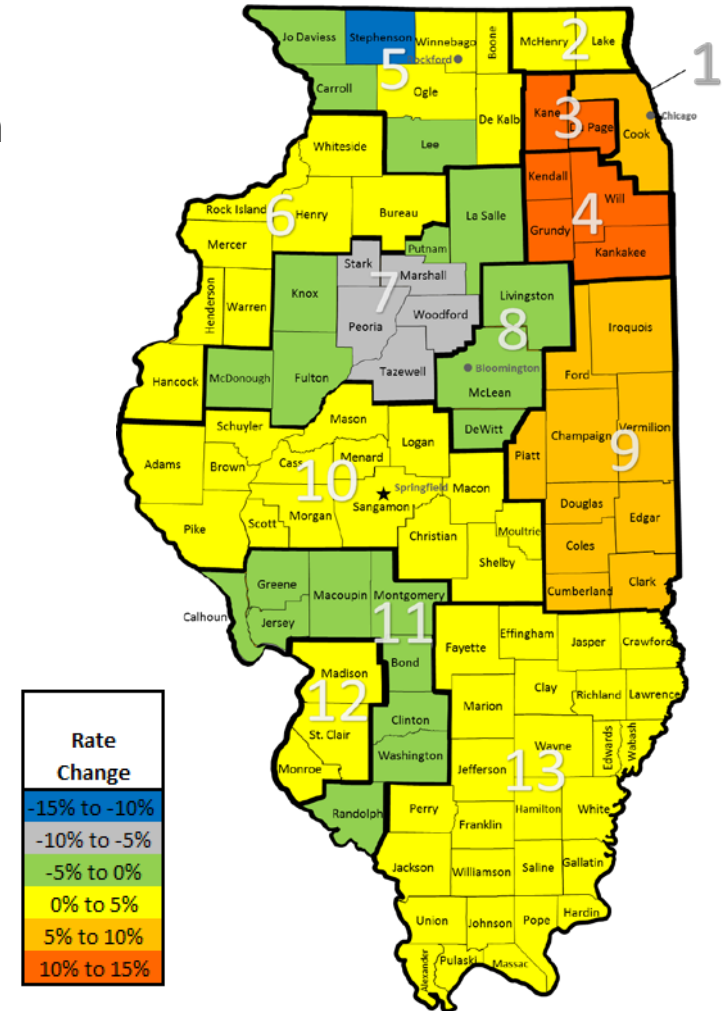 Jo Daviess
Stephenson
Winnebago
Boone
McHenry
Lake
2
1
Rockford
5
Carroll
Ogle
De Kalb
Kane
3
Du Page
Cook
Chicago
Lee
Whiteside
Kendall
Will
4
Rock Island
6
Henry
Bureau
La Salle
Grundy
Mercer
Putnam
Kankakee
Stark
7
Marshall
Henderson
Warren
Knox
Peoria
Woodford
Livingston
8
Iroquois
Hancock
McDonough
Fulton
Tazewell
Bloomington
McLean
Ford
Schuyler
Mason
Logan
DeWitt
Champaign
Vermilion
9
Adams
Brown
Cass
Menard
10
Springfield
Macon
Piatt
Sangamon
Douglas
Edgar
Pike
Scott
Morgan
Christian
Moultrie
Coles
Shelby
Cumberland
Clark
Greene
Macoupin
Montgomery
Calhoun
Jersey
11
Fayette
Effingham
Jasper
Crawford
Madison
Bond
12
Clay
Richland
Lawrence
Marion
Clinton
St. Clair
Wayne
Edwards
Wabash
Washington
Monroe
Jefferson
13
Randolph
Perry
Hamilton
White
Franklin
Jackson
Williamson
Saline
Gallatin
Union
Johnson
Pope
Hardin
Alexander
Pulaski
Massac
Rate
Change
-15% to -10%
-10% to -5%
-5% to 0%
0% to 5%
5% to 10%
10% to 15%